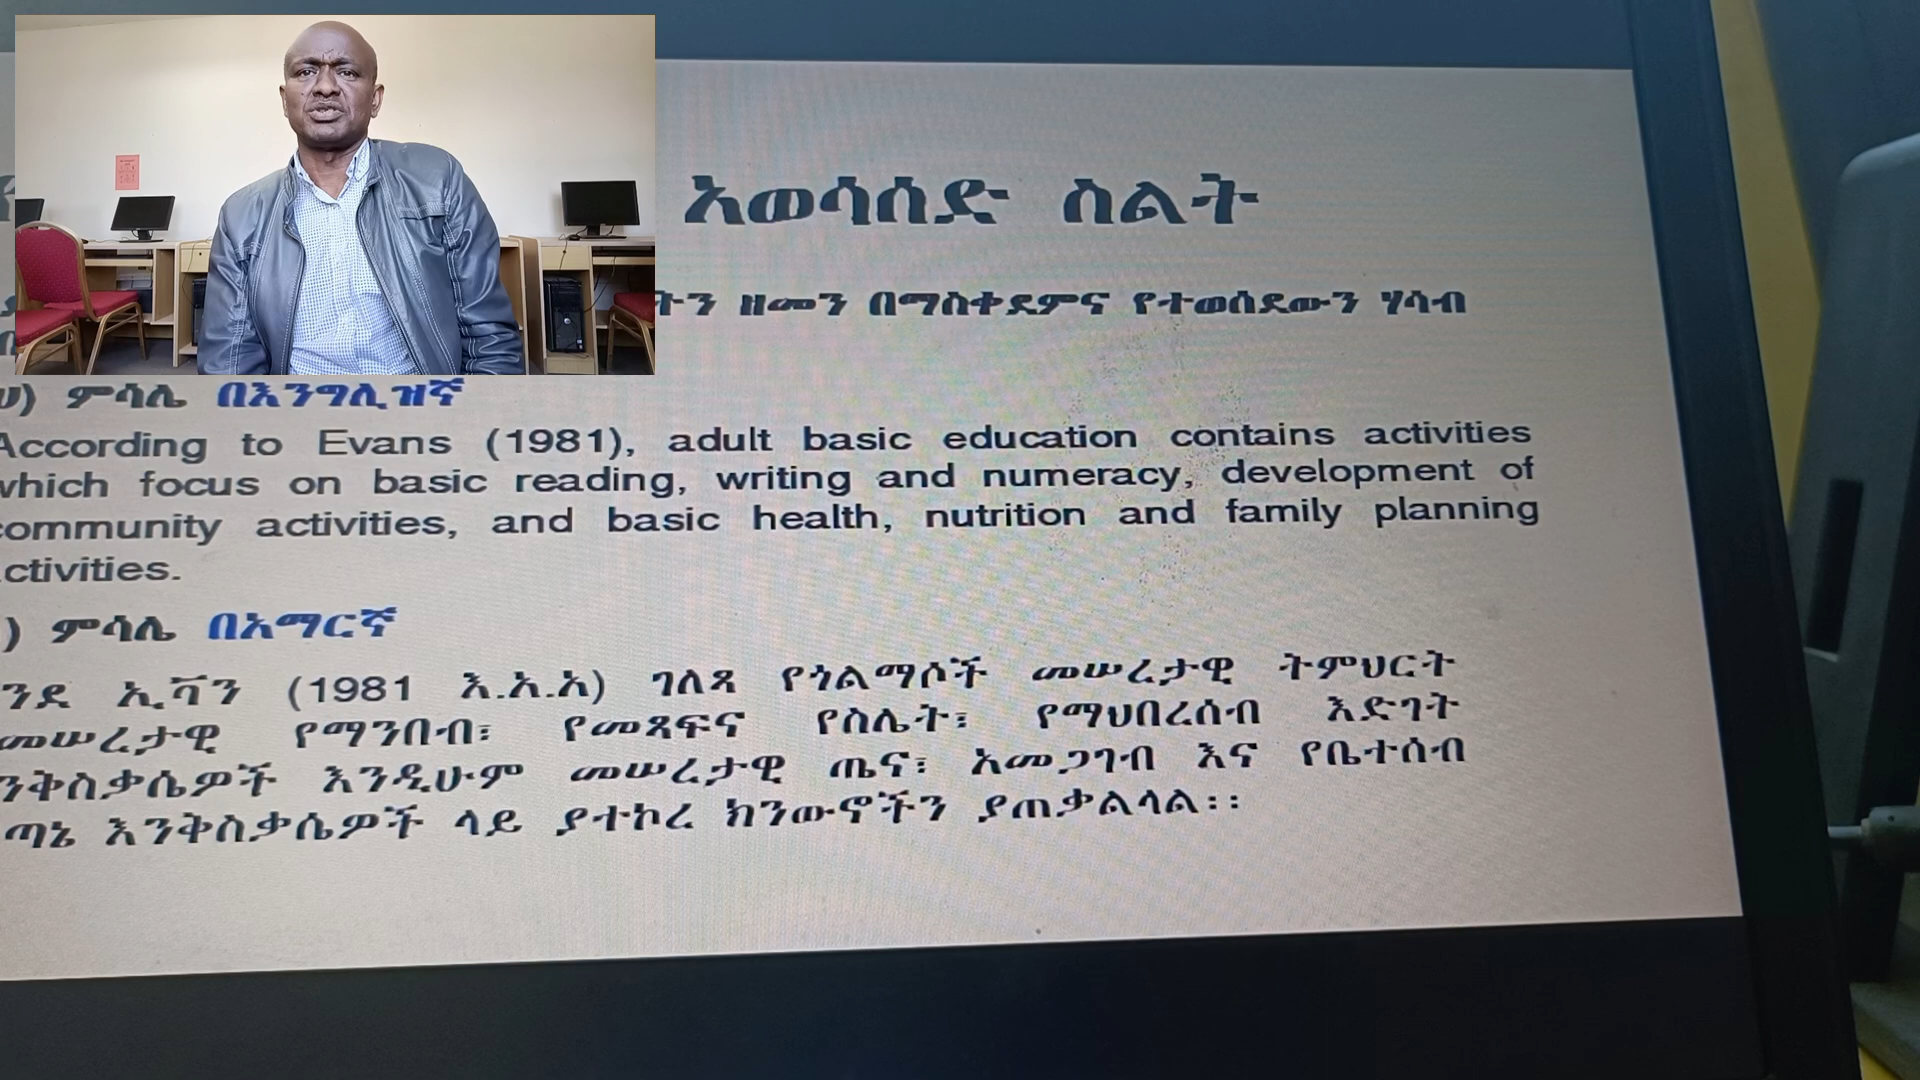 አወሳሰድ ስልት
ዘመን በማስቀደምና የተወሰደውን ሃሳብ
ሀ) ምሳሌ በእንግሊዝኛ
According to Evans (1981), adult basic education contains activities
which focus on basic reading, writing and numeracy, development of
community activities, and basic health, nutrition and family planning
ctivities.
) ምሳሌ በአማርኛ
ንደ ኢቫን (1981 እ.አ.አ) ገለጻ የጎልማሶች መሠረታዊ ትምህርት
መሠረታዊ የማንበብ፣ የመጻፍና የስሌት፣ የማህበረሰብ እድገት
ንቅስቃሴዎች እንዲሁም መሠረታዊ ጤና፣ አመጋገብ እና የቤተሰብ
ጣኔ እንቅስቃሴዎች ላይ ያተኮረ ክንውኖችን ያጠቃልላል፡፡